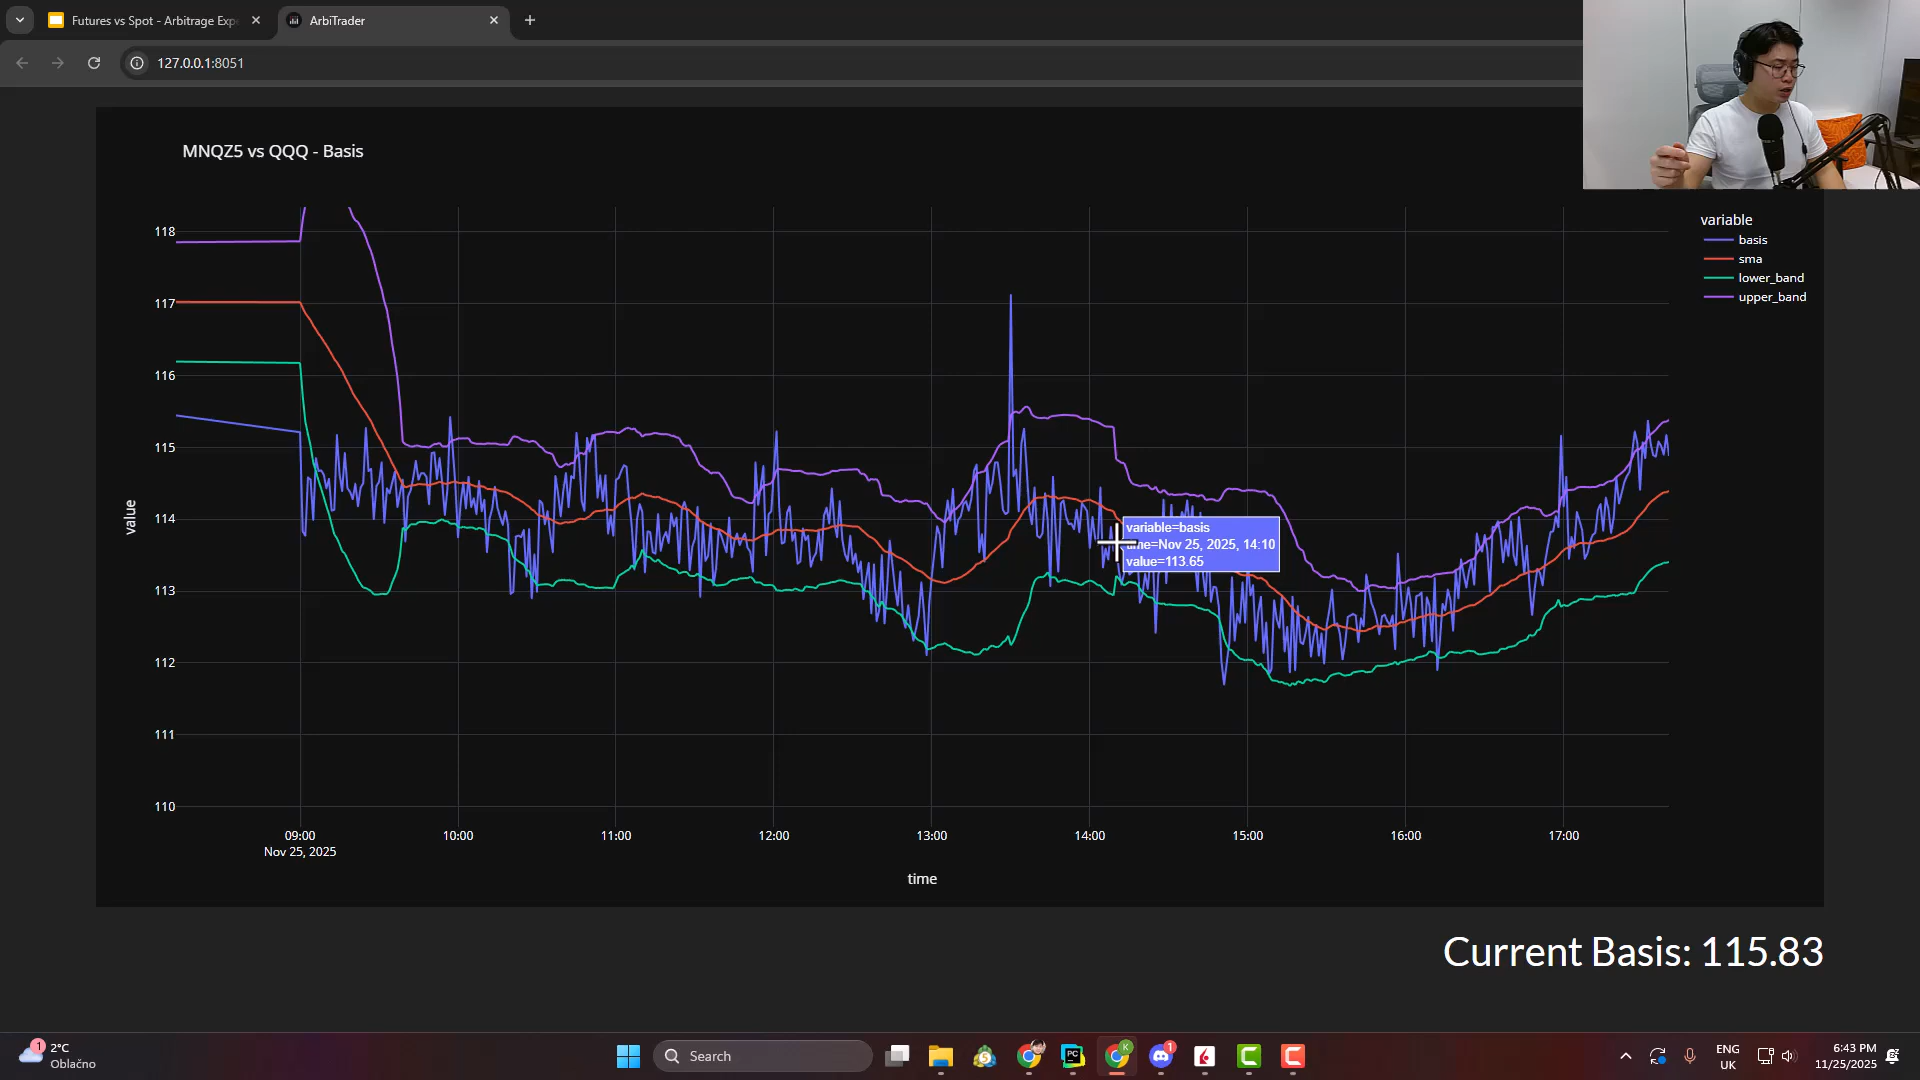 Futures vs Spot - Arbitrage Exp
ArbiTrader
127.0.0.1:8051
MNQZ5 vs QQQ - Basis
variable
basis
sma
lower_band
upper_band
118
117
116
115
114
113
112
111
110
value
variable=basis
time=Nov 25, 2025, 14:10
value=113.65
09:00
10:00
11:00
12:00
13:00
14:00
15:00
16:00
17:00
Nov 25, 2025
time
Current Basis: 115.83
1
2°C
Oblačno
Search
PC
K
1
ENG
UK
6:43 PM
11/25/2025